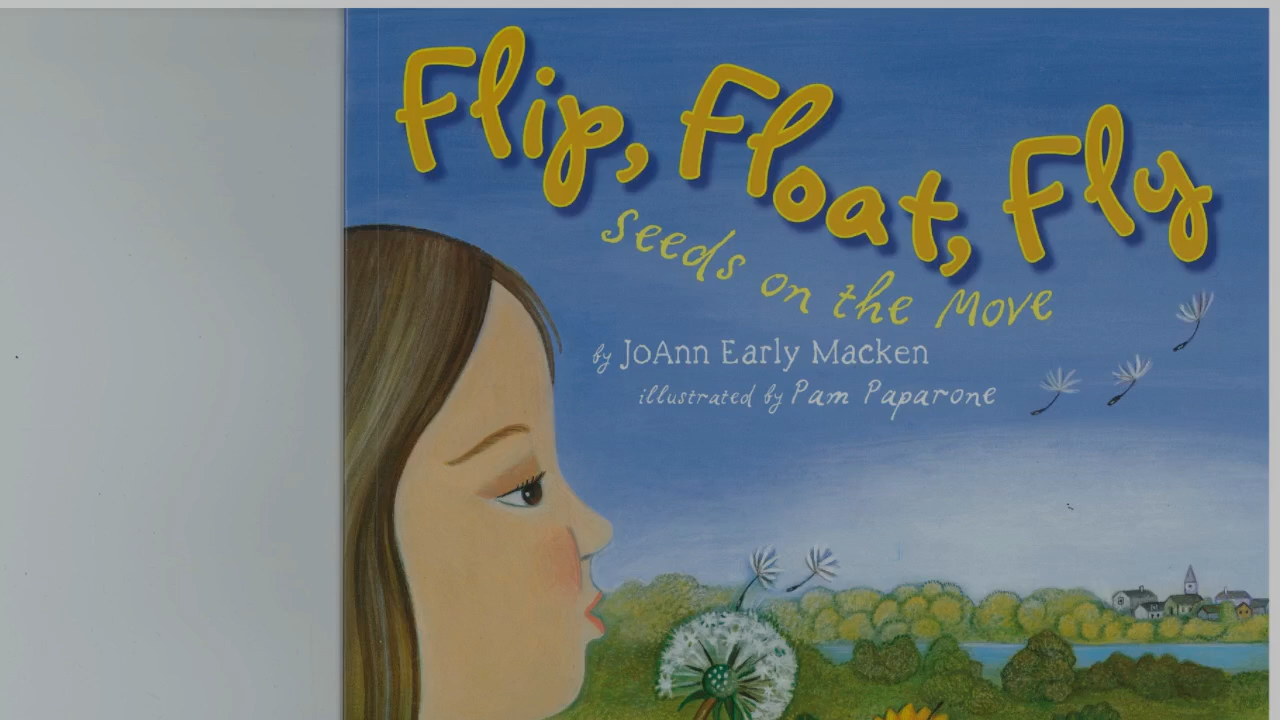 Flip, Float, Fly
seeds on the Move
by JoAnn Early Macken
illustrated by Pam Paparone